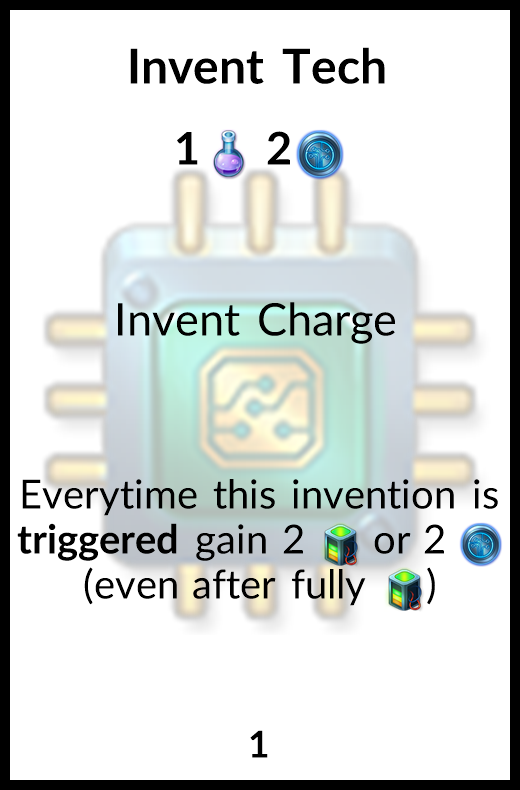 Invent Tech
1 2
Invent Charge
Everytime this invention is
triggered gain 2 or 2
(even after fully )
1